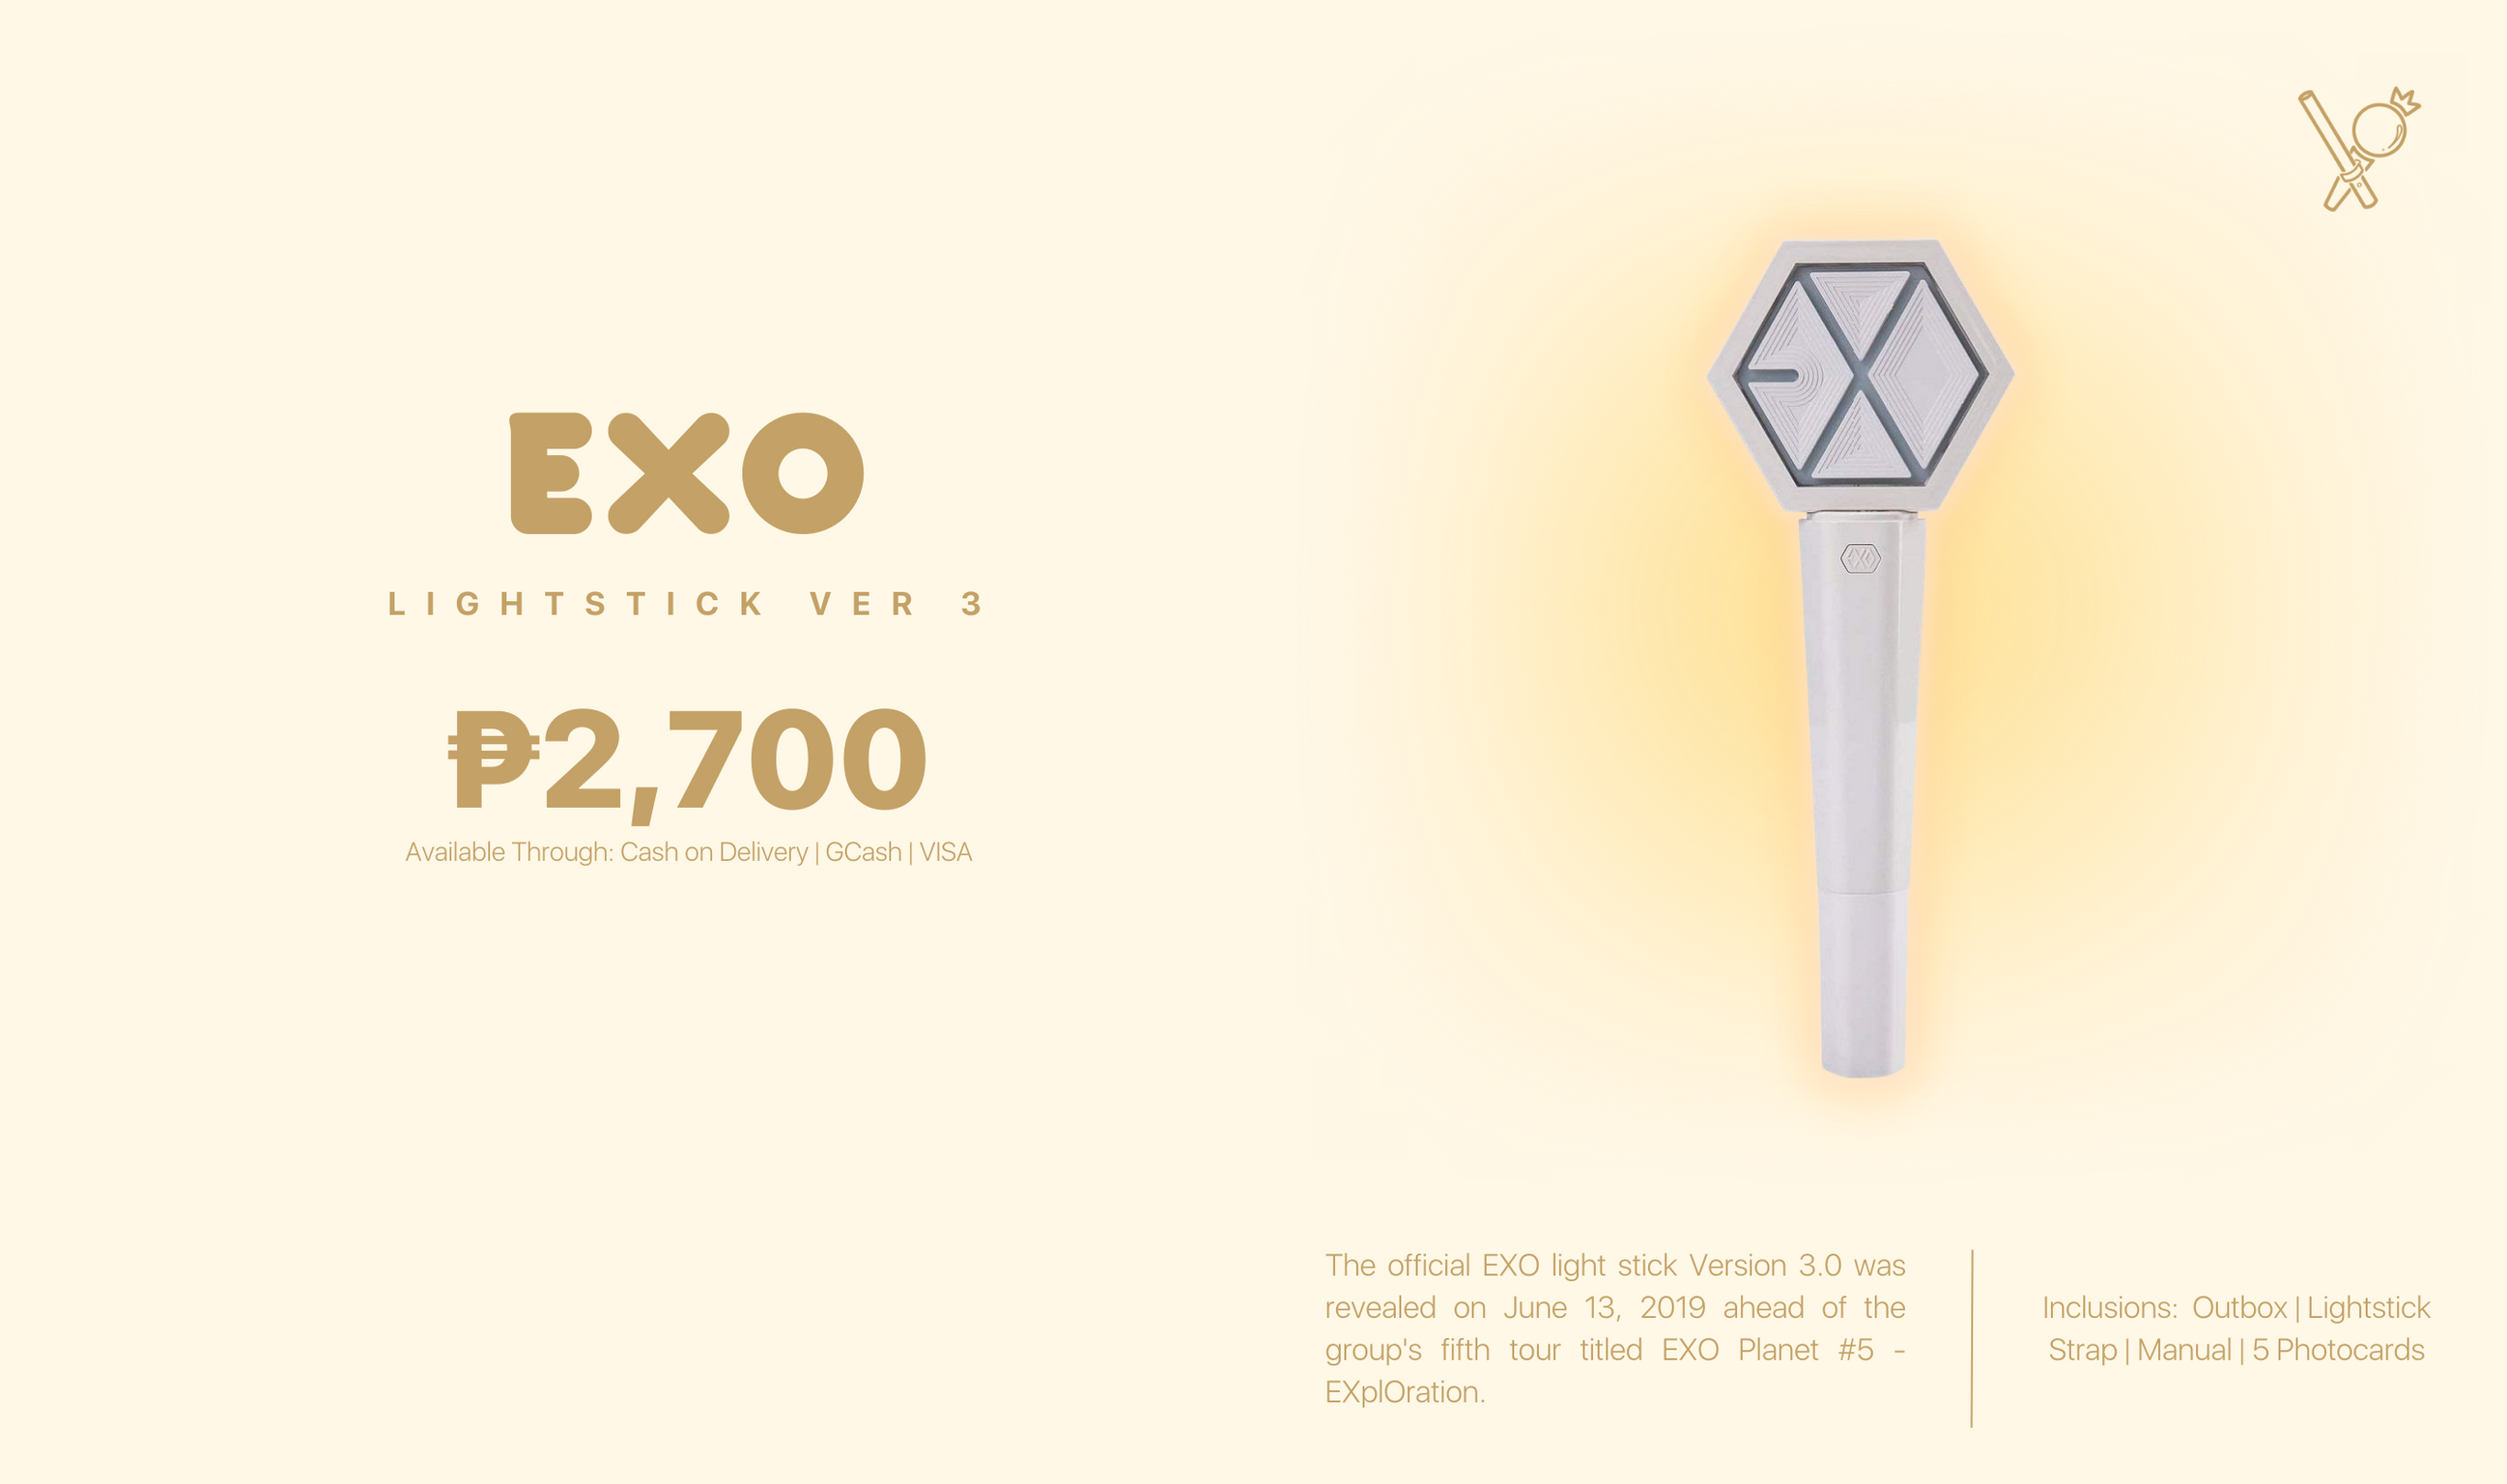 EXO
LIGHTSTICK VER 3
₱2,700
Available Through: Cash on Delivery | GCash | VISA
EXO
EXO
The official EXO light stick Version 3.0 was
revealed on June 13, 2019 ahead of the
group's fifth tour titled EXO Planet #5 -
EXplOration.
Inclusions: Outbox | Lightstick
Strap | Manual | 5 Photocards